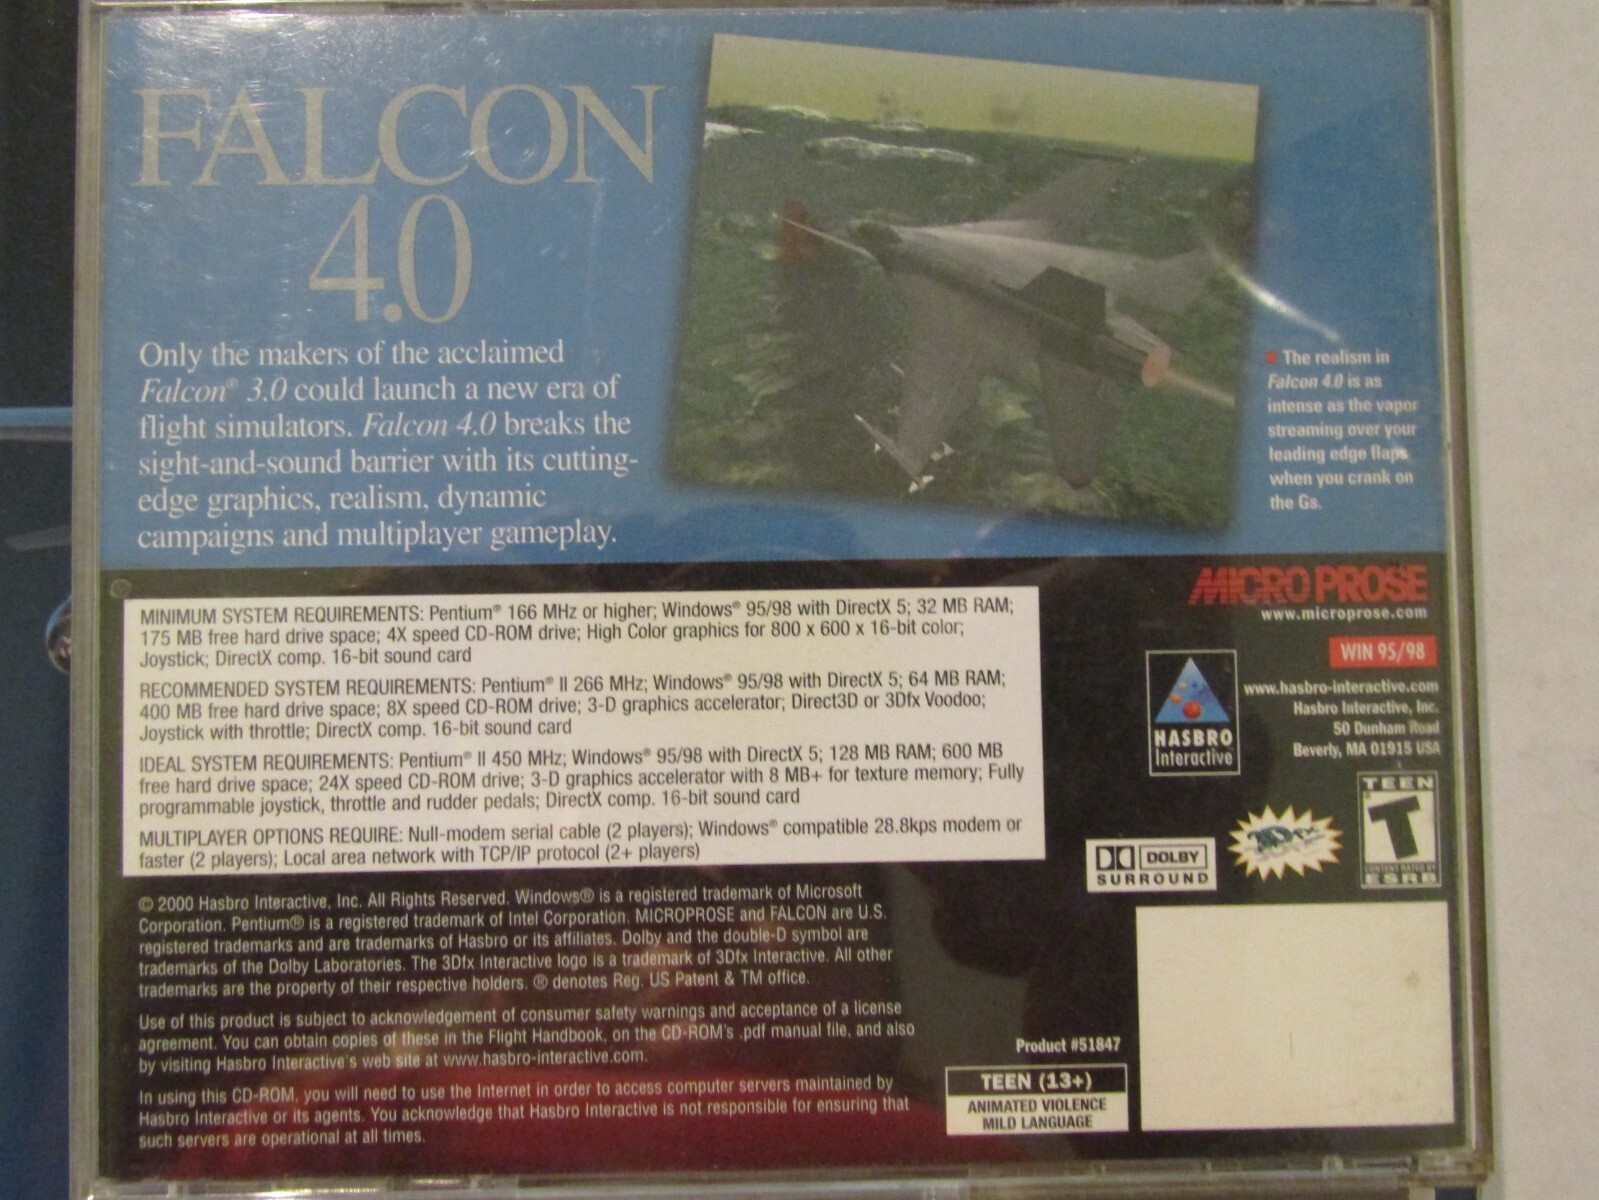 FALCON
4.0
Only the makers of the acclaimed
Falcon® 3.0 could launch a new era of
flight simulators. Falcon 4.0 breaks the
sight-and-sound barrier with its cutting-
edge graphics, realism, dynamic
campaigns and multiplayer gameplay.
The realism in
Falcon 4.0 is as
intense as the vapor
streaming over your
leading edge flaps
when you crank on
the Gs.
MINIMUM SYSTEM REQUIREMENTS: Pentium® 166 MHz or higher; Windows® 95/98 with DirectX 5; 32 MB RAM;
175 MB free hard drive space; 4X speed CD-ROM drive; High Color graphics for 800 x 600 x 16-bit color;
Joystick; DirectX comp. 16-bit sound card
RECOMMENDED SYSTEM REQUIREMENTS: Pentium® II 266 MHz; Windows® 95/98 with DirectX 5; 64 MB RAM;
400 MB free hard drive space; 8X speed CD-ROM drive; 3-D graphics accelerator; Direct3D or 3Dfx Voodoo;
Joystick with throttle; DirectX comp. 16-bit sound card
IDEAL SYSTEM REQUIREMENTS: Pentium® II 450 MHz; Windows® 95/98 with DirectX 5; 128 MB RAM; 600 MB
free hard drive space; 24X speed CD-ROM drive; 3-D graphics accelerator with 8 MB+ for texture memory; Fully
programmable joystick, throttle and rudder pedals; DirectX comp. 16-bit sound card
MULTIPLAYER OPTIONS REQUIRE: Null-modem serial cable (2 players); Windows® compatible 28.8kps modem or
faster (2 players); Local area network with TCP/IP protocol (2+ players)
MICROPROSE
www.microprose.com
WIN 95/98
www.hasbro-interactive.com
Hasbro Interactive, Inc.
50 Dunham Road
Beverly, MA 01915 USA
HASBRO
Interactive
DOLBY
SURROUND
TEEN
T
CONTENT RATED BY
ESRB
© 2000 Hasbro Interactive, Inc. All Rights Reserved. Windows® is a registered trademark of Microsoft
Corporation. Pentium® is a registered trademark of Intel Corporation. MICROPROSE and FALCON are U.S.
registered trademarks and are trademarks of Hasbro or its affiliates. Dolby and the double-D symbol are
trademarks of the Dolby Laboratories. The 3Dfx Interactive logo is a trademark of 3Dfx Interactive. All other
trademarks are the property of their respective holders. ® denotes Reg. US Patent & TM office.
Use of this product is subject to acknowledgement of consumer safety warnings and acceptance of a license
agreement. You can obtain copies of these in the Flight Handbook, on the CD-ROM's .pdf manual file, and also
by visiting Hasbro Interactive's web site at www.hasbro-interactive.com.
In using this CD-ROM, you will need to use the Internet in order to access computer servers maintained by
Hasbro Interactive or its agents. You acknowledge that Hasbro Interactive is not responsible for ensuring that
such servers are operational at all times.
Product #51847
TEEN (13+)
ANIMATED VIOLENCE
MILD LANGUAGE